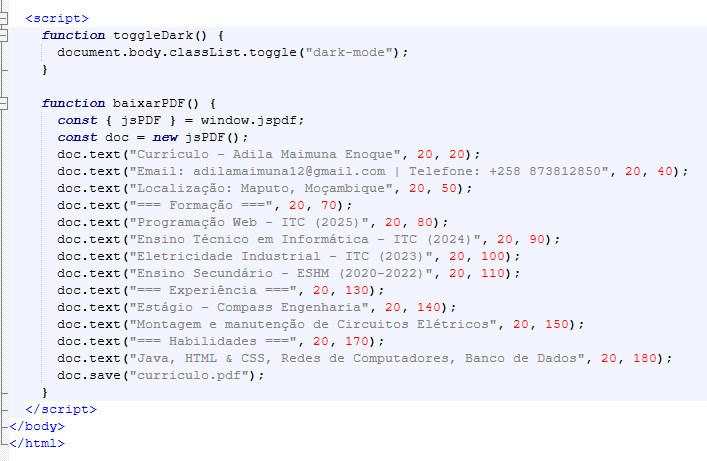 <script>
function toggleDark() {
document.body.classList.toggle("dark-mode");
}
function baixarPDF() {
const { jsPDF } = window.jspdf;
const doc = new jsPDF();
doc.text("Currículo - Adila Maimuna Enoque", 20, 20);
doc.text("Email: adilamaimuna12@gmail.com | Telefone: +258 873812850", 20, 40);
doc.text("Localização: Maputo, Moçambique", 20, 50);
doc.text("=== Formação ===", 20, 70);
doc.text("Programação Web - ITC (2025)", 20, 80);
doc.text("Ensino Técnico em Informática - ITC (2024)", 20, 90);
doc.text("Eletricidade Industrial - ITC (2023)", 20, 100);
doc.text("Ensino Secundário - ESHM (2020-2022)", 20, 110);
doc.text("=== Experiência ===", 20, 130);
doc.text("Estágio - Compass Engenharia", 20, 140);
doc.text("Montagem e manutenção de Circuitos Elétricos", 20, 150);
doc.text("=== Habilidades ===", 20, 170);
doc.text("Java, HTML & CSS, Redes de Computadores, Banco de Dados", 20, 180);
doc.save("curriculo.pdf");
}
</script>
</body>
</html>